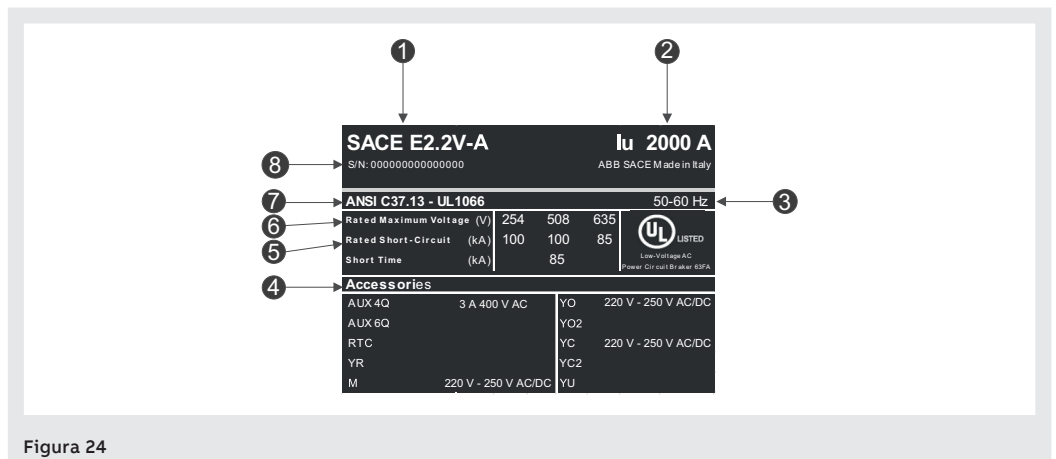 1 2
SACE E2.2V-A Iu 2000 A
8 S/N: 000000000000000 ABB SACE Made in Italy
7 ANSI C37.13 - UL1066 50-60 Hz 3
6 Rated Maximum Voltage (V) 254 508 635
5 Rated Short-Circuit (kA) 100 100 85
Short Time (kA) 85
UL LISTED
Low-Voltage AC
Power Circuit Braker 63FA
4 Accessories
AUX 4Q 3 A 400 V AC YO 220 V - 250 V AC/DC
AUX 6Q YO2
RTC YC 220 V - 250 V AC/DC
YR YC2
M 220 V - 250 V AC/DC YU
Figura 24